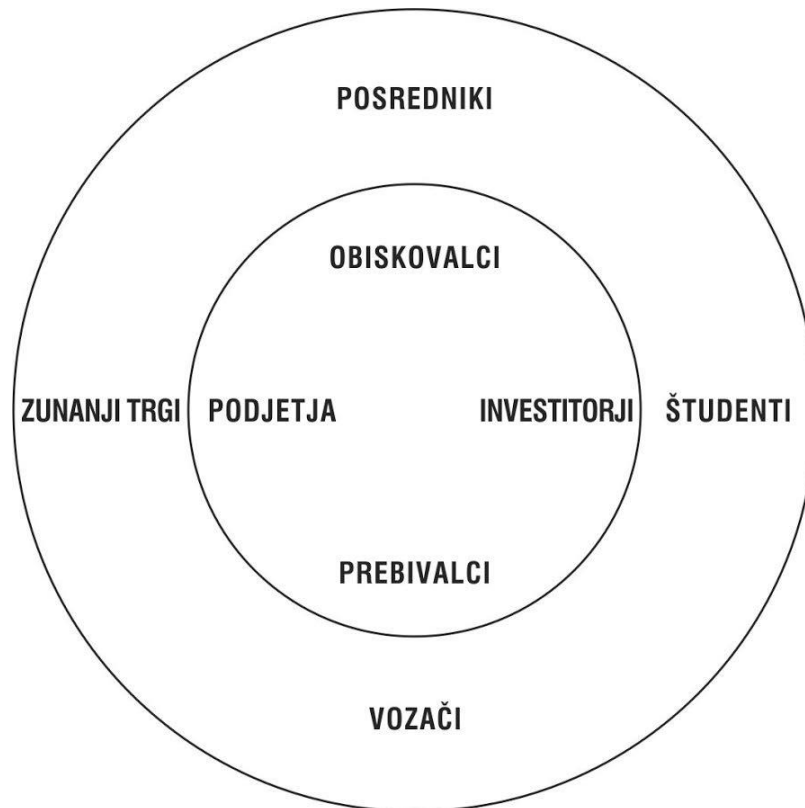 POSREDNIKI
OBISKOVALCI
ZUNANJI TRGI PODJETJA INVESTITORJI ŠTUDENTI
PREBIVALCI
VOZAČI